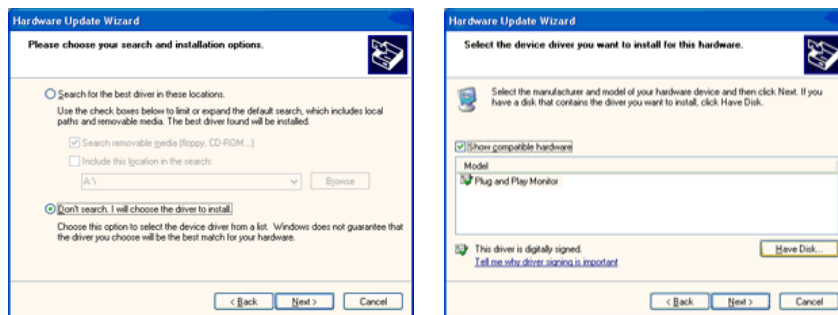 Hardware Update Wizard
Please choose your search and installation options.
Search for the best driver in these locations.
Use the check boxes below to limit or expand the default search, which includes local
paths and removable media. The best driver found will be installed.
Search removable media (floppy, CD-ROM...)
Include this location in the search:
A:\
Browse
Don't search. I will choose the driver to install.
Choose this option to select the device driver from a list. Windows does not guarantee that
the driver you choose will be the best match for your hardware.
< Back
Next >
Cancel
Hardware Update Wizard
Select the device driver you want to install for this hardware.
Select the manufacturer and model of your hardware device and then click Next. If you
have a disk that contains the driver you want to install, click Have Disk.
Show compatible hardware
Model
Plug and Play Monitor
This driver is digitally signed.
Tell me why driver signing is important
Have Disk...
< Back
Next >
Cancel